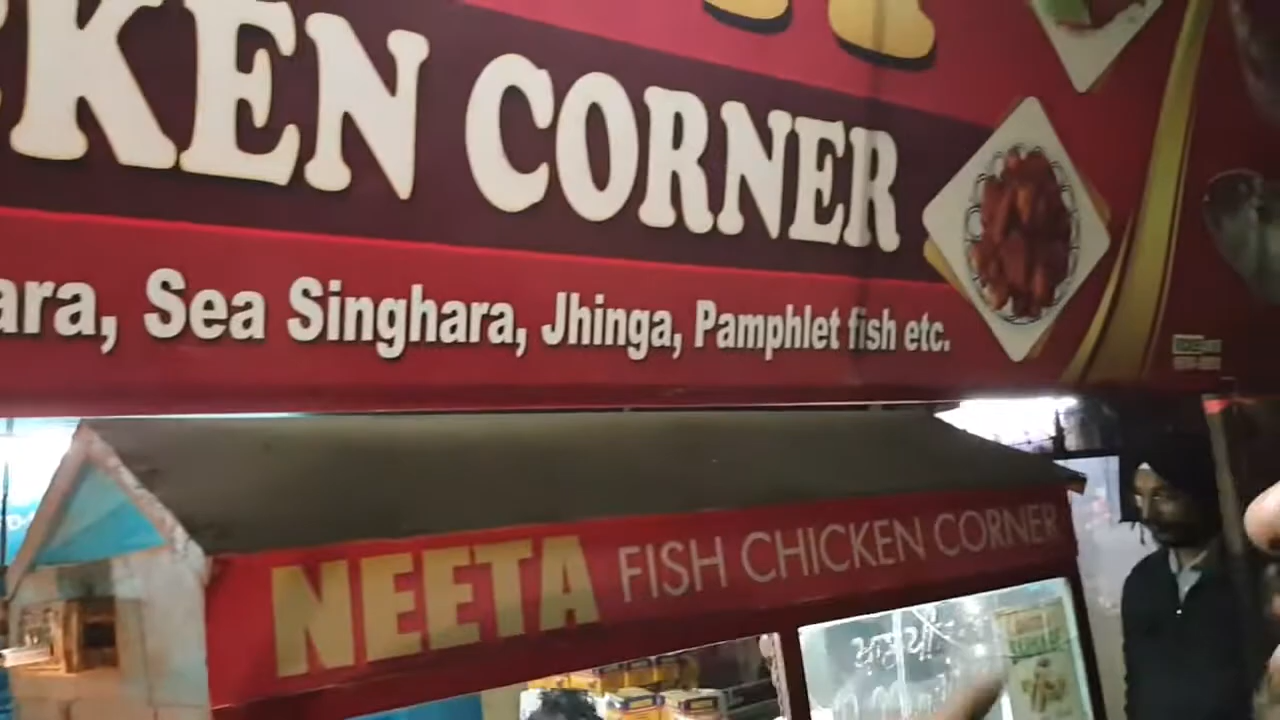 KEN CORNER
ara, Sea Singhara, Jhinga, Pamphlet fish etc.
NEETA FISH CHICKEN CORNER